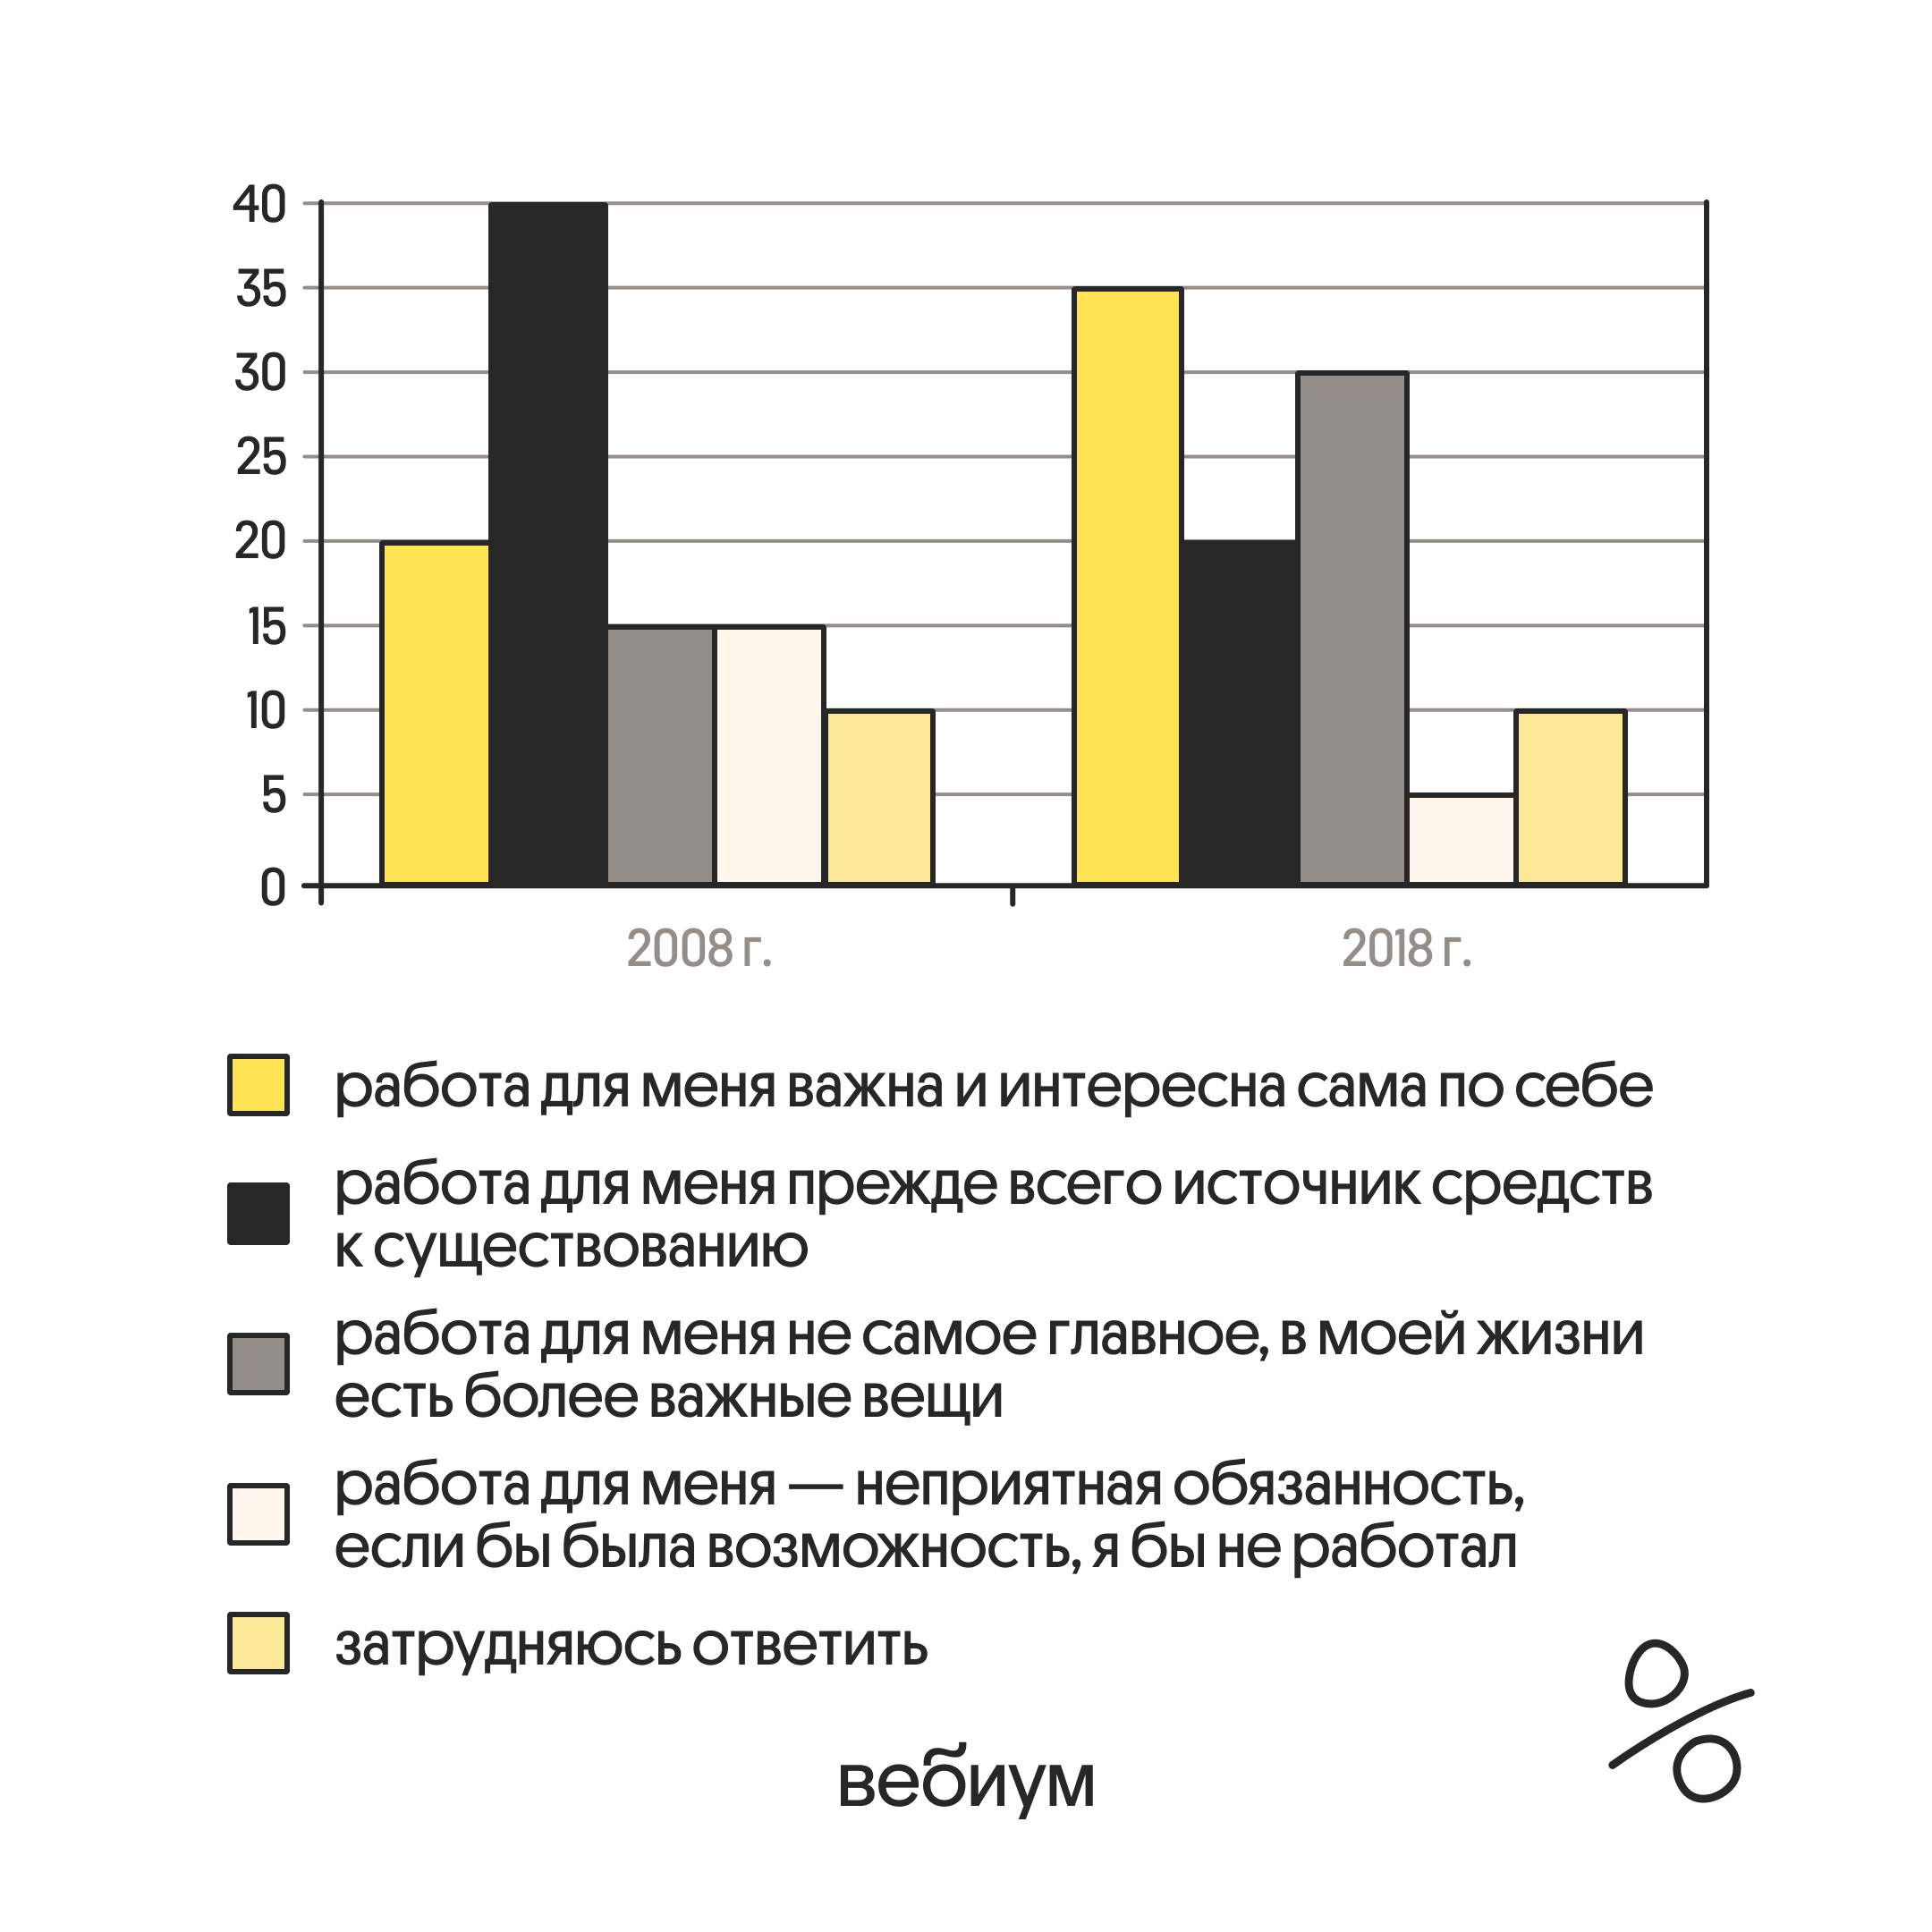 40
35
30
25
20
15
10
5
0
2008 г.
2018 г.
работа для меня важна и интересна сама по себе
работа для меня прежде всего источник средств
к существованию
работа для меня не самое главное, в моей жизни
есть более важные вещи
работа для меня — неприятная обязанность,
если бы была возможность, я бы не работал
затрудняюсь ответить
%
вебиум